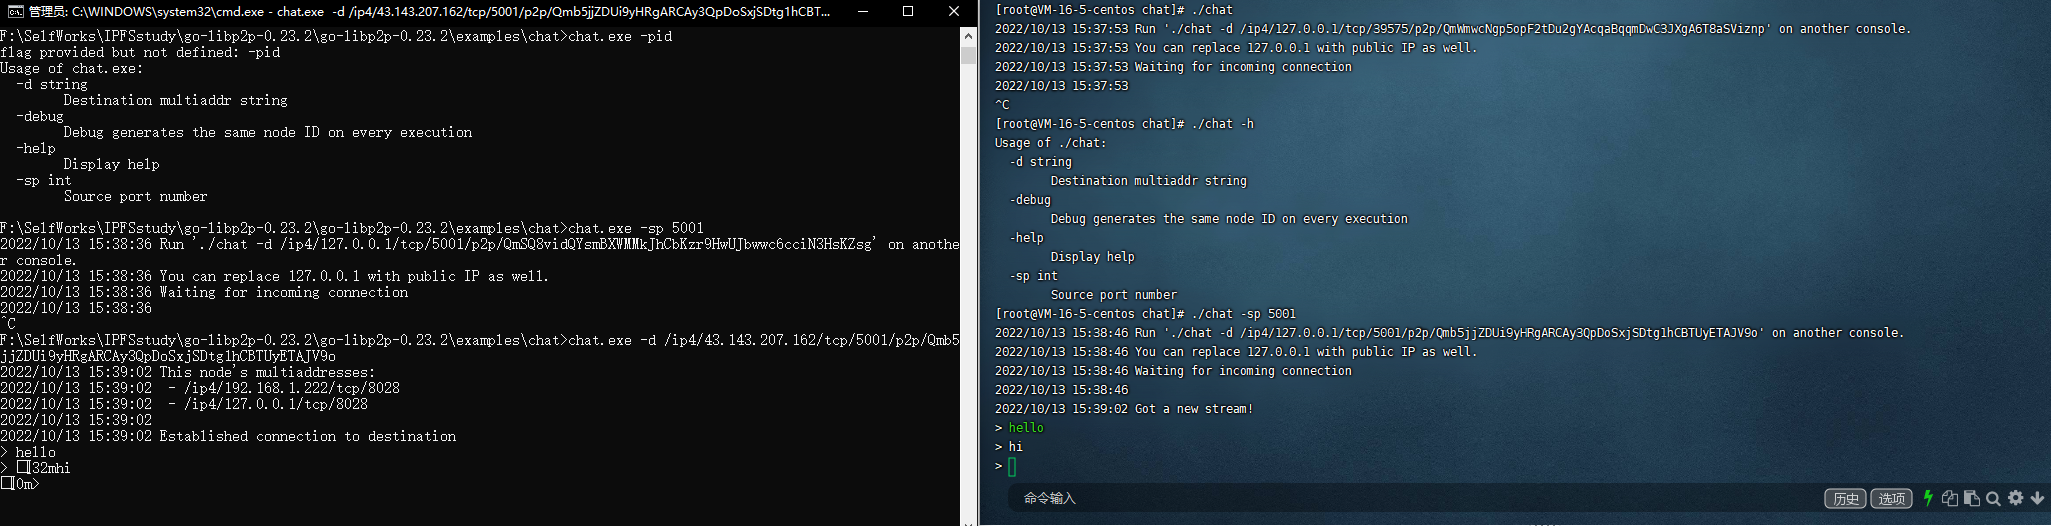 管理员: C:\WINDOWS\system32\cmd.exe - chat.exe  -d /ip4/43.143.207.162/tcp/5001/p2p/Qmb5jjZDUi9yHRgARCAy3QpDoSxjSDtg1hCBT...
F:\SelfWorks\IPFSstudy\go-libp2p-0.23.2\go-libp2p-0.23.2\examples\chat>chat.exe -pid
flag provided but not defined: -pid
Usage of chat.exe:
  -d string
        Destination multiaddr string
  -debug
        Debug generates the same node ID on every execution
  -help
        Display help
  -sp int
        Source port number
F:\SelfWorks\IPFSstudy\go-libp2p-0.23.2\go-libp2p-0.23.2\examples\chat>chat.exe -sp 5001
2022/10/13 15:38:36 Run './chat -d /ip4/127.0.0.1/tcp/5001/p2p/QmSQ8vidQYsmBXWMMkJhCbKzr9HwUJbwwc6cciN3HsKZsg' on anothe
r console.
2022/10/13 15:38:36 You can replace 127.0.0.1 with public IP as well.
2022/10/13 15:38:36 Waiting for incoming connection
2022/10/13 15:38:36
^C
F:\SelfWorks\IPFSstudy\go-libp2p-0.23.2\go-libp2p-0.23.2\examples\chat>chat.exe -d /ip4/43.143.207.162/tcp/5001/p2p/Qmb5
jjZDUi9yHRgARCAy3QpDoSxjSDtg1hCBTUyETAJV9o
2022/10/13 15:39:02 This node's multiaddresses:
2022/10/13 15:39:02  - /ip4/192.168.1.222/tcp/8028
2022/10/13 15:39:02  - /ip4/127.0.0.1/tcp/8028
2022/10/13 15:39:02
2022/10/13 15:39:02 Established connection to destination
> hello
> [32mhi
[0m>
[root@VM-16-5-centos chat]# ./chat
2022/10/13 15:37:53 Run './chat -d /ip4/127.0.0.1/tcp/39575/p2p/QmWmwcNgp5opF2tDu2gYAcqaBqqmDwC3JXgA6T8aSViznp' on another console.
2022/10/13 15:37:53 You can replace 127.0.0.1 with public IP as well.
2022/10/13 15:37:53 Waiting for incoming connection
2022/10/13 15:37:53
^C
[root@VM-16-5-centos chat]# ./chat -h
Usage of ./chat:
  -d string
        Destination multiaddr string
  -debug
        Debug generates the same node ID on every execution
  -help
        Display help
  -sp int
        Source port number
[root@VM-16-5-centos chat]# ./chat -sp 5001
2022/10/13 15:38:46 Run './chat -d /ip4/127.0.0.1/tcp/5001/p2p/Qmb5jjZDUi9yHRgARCAy3QpDoSxjSDtg1hCBTUyETAJV9o' on another console.
2022/10/13 15:38:46 You can replace 127.0.0.1 with public IP as well.
2022/10/13 15:38:46 Waiting for incoming connection
2022/10/13 15:38:46
2022/10/13 15:39:02 Got a new stream!
> hello
> hi
>
命令输入
历史 选项